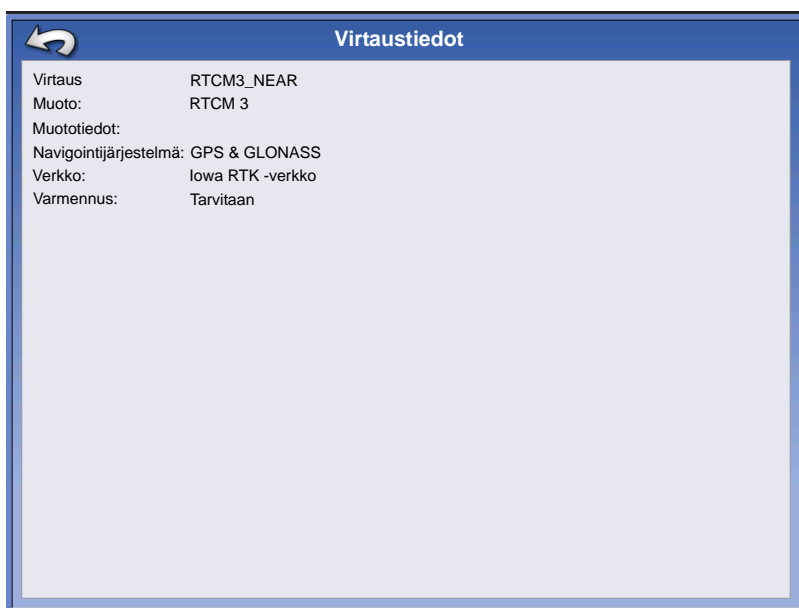 Virtaustiedot
Virtaus RTCM3_NEAR
Muoto: RTCM 3
Muototiedot:
Navigointijärjestelmä: GPS & GLONASS
Verkko: Iowa RTK -verkko
Varmennus: Tarvitaan